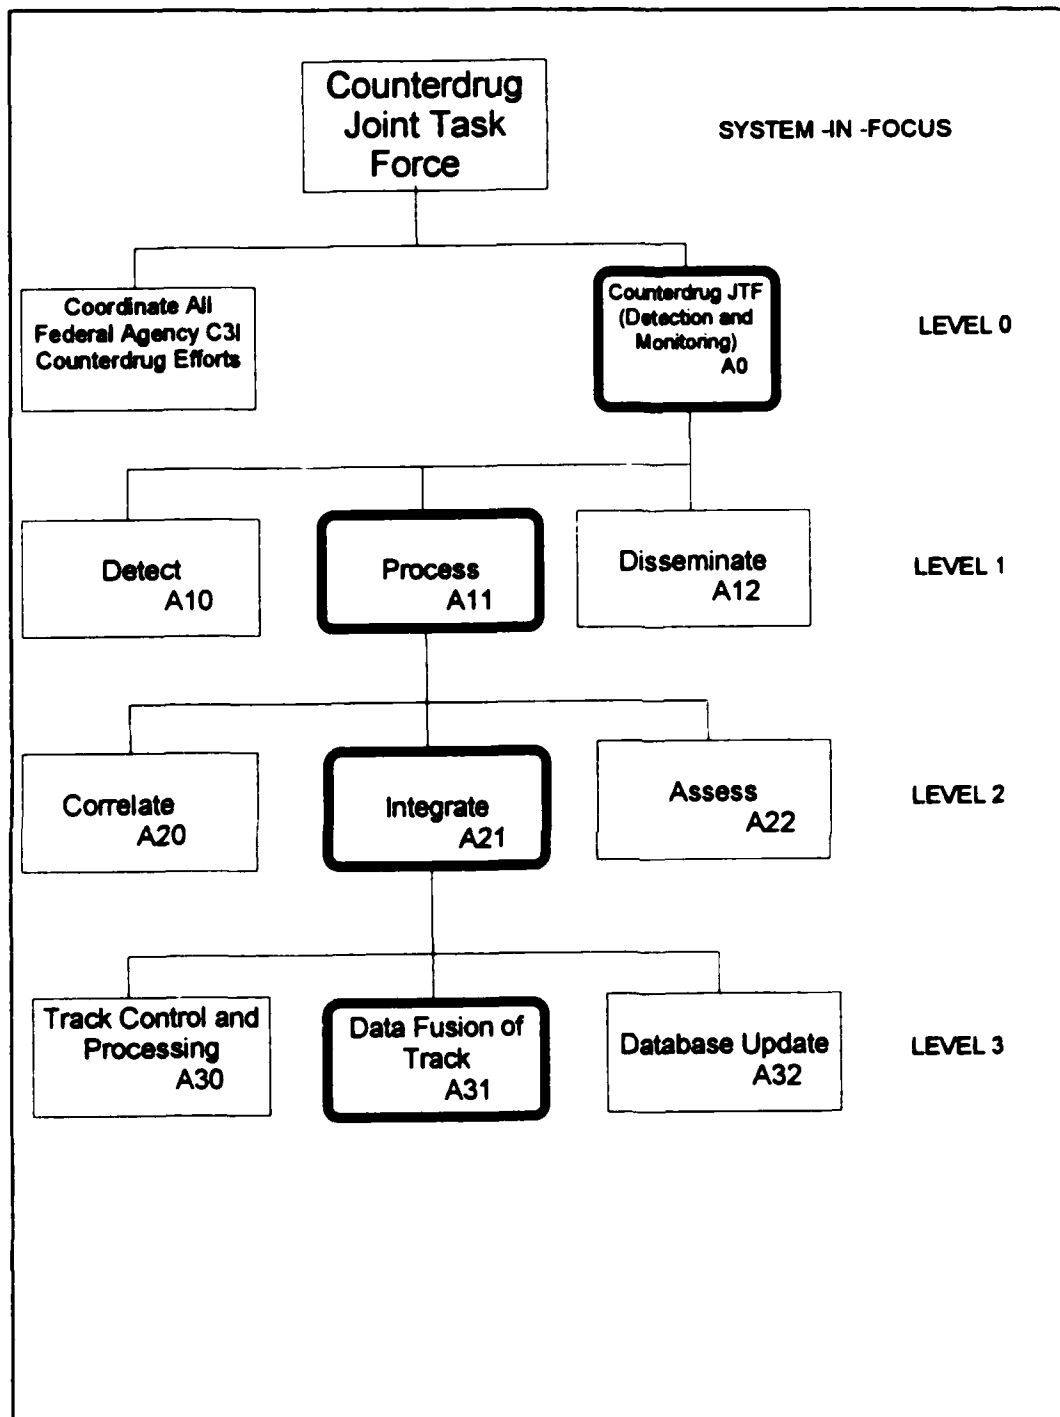 Counterdrug
Joint Task
Force
SYSTEM -IN -FOCUS
Coordinate All
Federal Agency C3I
Counterdrug Efforts
Counterdrug JTF
(Detection and
Monitoring)
A0
LEVEL 0
Detect
A10
Process
A11
Disseminate
A12
LEVEL 1
Correlate
A20
Integrate
A21
Assess
A22
LEVEL 2
Track Control and
Processing
A30
Data Fusion of
Track
A31
Database Update
A32
LEVEL 3